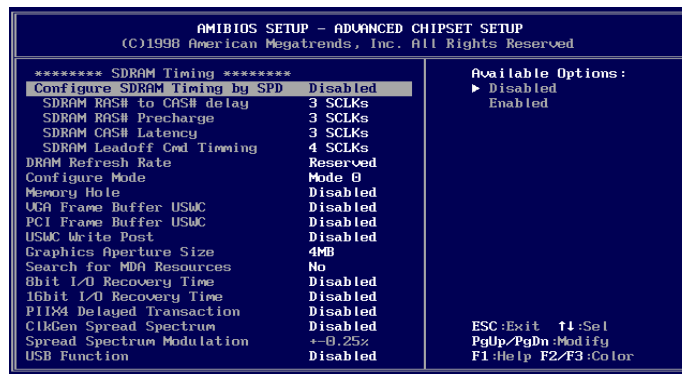 AMIBIOS SETUP - ADVANCED CHIPSET SETUP
(C)1998 American Megatrends, Inc. All Rights Reserved
******** SDRAM Timing ********
Configure SDRAM Timing by SPD Disabled
SDRAM RAS# to CAS# delay 3 SCLKs
SDRAM RAS# Precharge 3 SCLKs
SDRAM CAS# Latency 3 SCLKs
SDRAM Leadoff Cmd Timming 4 SCLKs
DRAM Refresh Rate Reserved
Configure Mode Mode 0
Memory Hole Disabled
VGA Frame Buffer USWC Disabled
PCI Frame Buffer USWC Disabled
USWC Write Post Disabled
Graphics Aperture Size 4MB
Search for MDA Resources No
8bit I/O Recovery Time Disabled
16bit I/O Recovery Time Disabled
PIIX4 Delayed Transaction Disabled
ClkGen Spread Spectrum Disabled
Spread Spectrum Modulation +-0.25%
USB Function Disabled
Available Options:
► Disabled
Enabled
ESC:Exit ↑↓:Sel
PgUp/PgDn:Modify
F1:Help F2/F3:Color